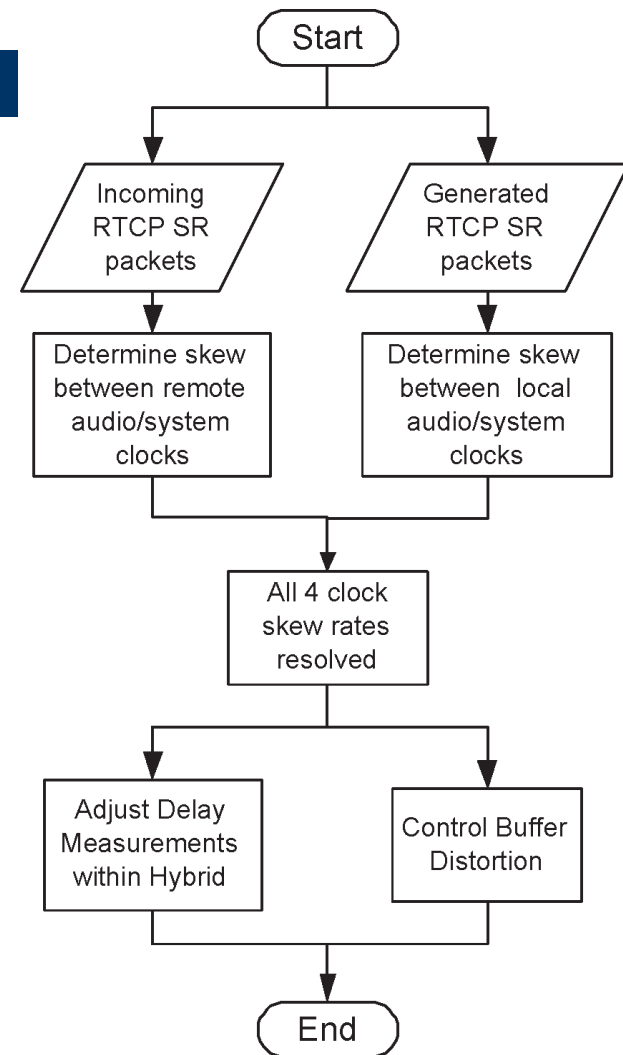 Start
Incoming
RTCP SR
packets
Generated
RTCP SR
packets
Determine skew
between remote
audio/system
clocks
Determine skew
between local
audio/system
clocks
All 4 clock
skew rates
resolved
Adjust Delay
Measurements
within Hybrid
Control Buffer
Distortion
End